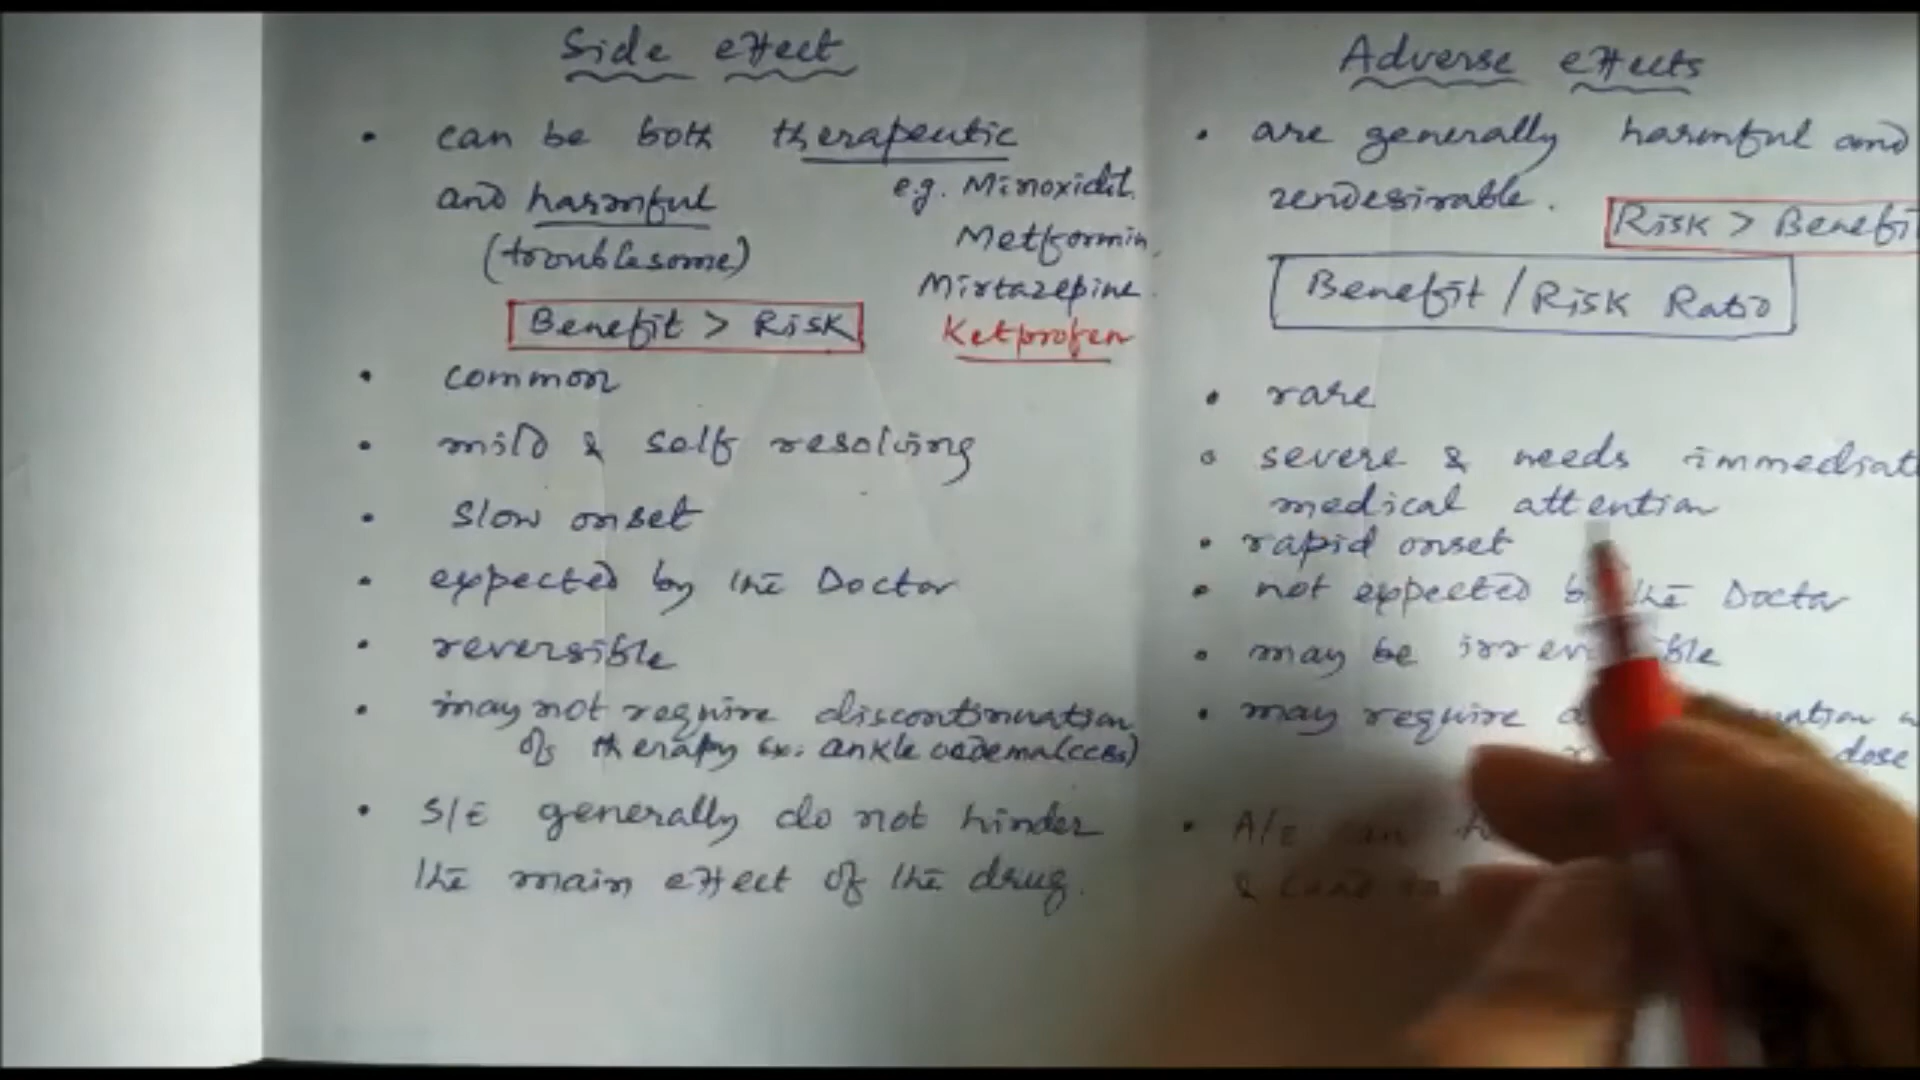 Side effect
• can be both therapeutic
and harmful
(troublesome)
e.g. Minoxidil.
Metformin,
Mirtazepine.
Ketprofen
Benefit > Risk
• common
• mild & self resolving
• slow onset
• expected by the Doctor
• reversible
• may not require discontinuation
of therapy Ex: ankle oedema (CCBs)
• S/E generally do not hinder
the main effect of the drug.
Adverse effects
• are generally harmful and
undesirable.
Risk > Benefi
Benefit / Risk Ratio
• rare
• severe & needs immediat
medical attention
• rapid onset
• not expected the Doctor
• may be
• may require
dose
• A/E
&